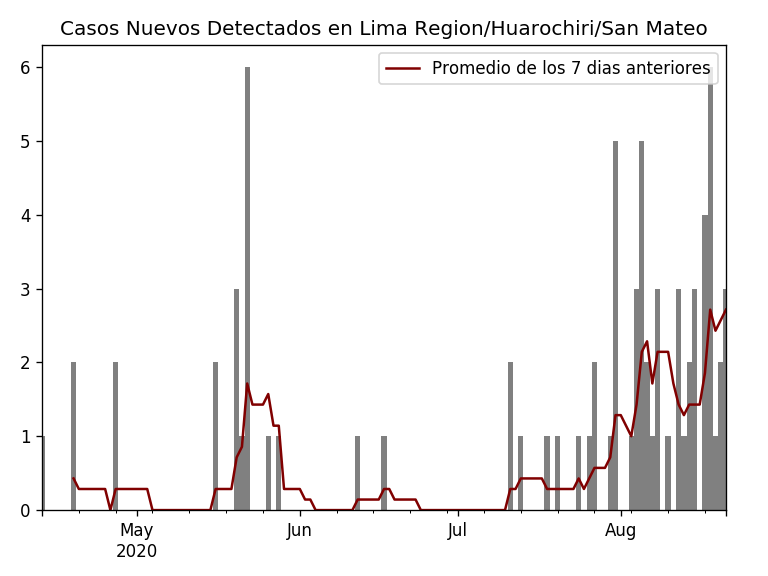 Casos Nuevos Detectados en Lima Region/Huarochiri/San Mateo
Promedio de los 7 dias anteriores
6
5
4
3
2
1
0
May
2020
Jun
Jul
Aug